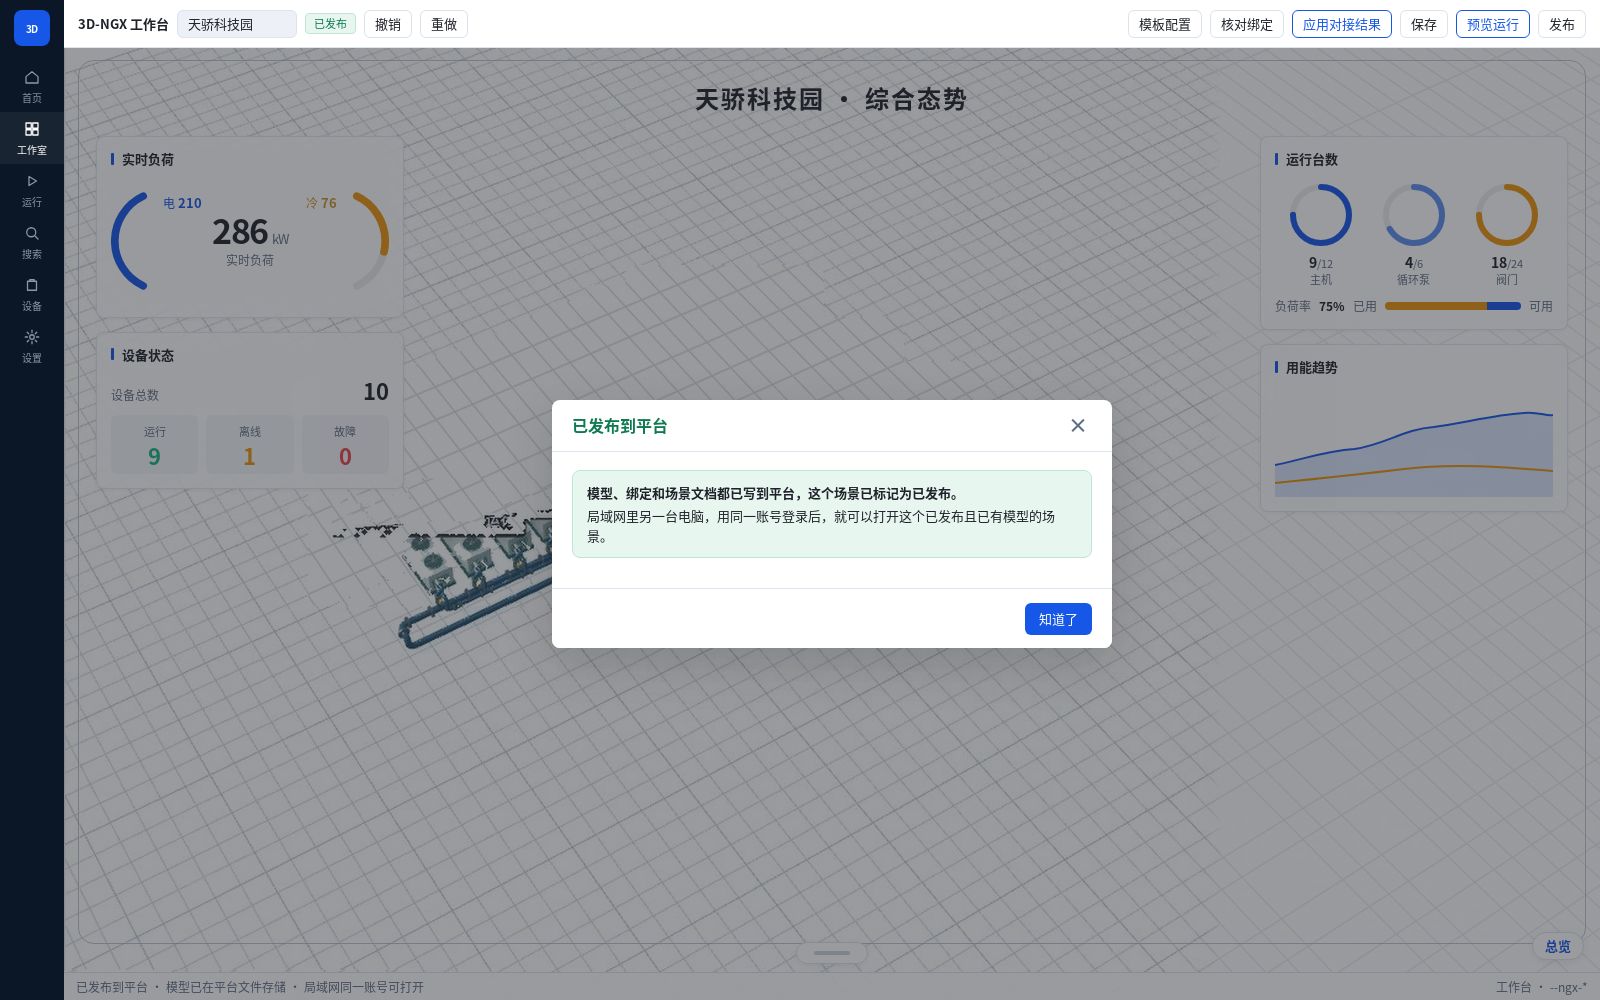 3D
首页
工作室
运行
搜索
设备
设置
3D-NGX 工作台 天骄科技园 已发布 撤销 重做 模板配置 核对绑定 应用对接结果 保存 预览运行 发布
天骄科技园 · 综合态势
实时负荷
电 210 冷 76
286 kW
实时负荷
设备状态
设备总数 10
运行 离线 故障
9 1 0
运行台数
9/12 4/6 18/24
主机 循环泵 阀门
负荷率 75% 已用 可用
用能趋势
已发布到平台
模型、绑定和场景文档都已写到平台，这个场景已标记为已发布。
局域网里另一台电脑，用同一账号登录后，就可以打开这个已发布且已有模型的场
景。
知道了
总览
已发布到平台 · 模型已在平台文件存储 · 局域网同一账号可打开 工作台 · --ngx-*